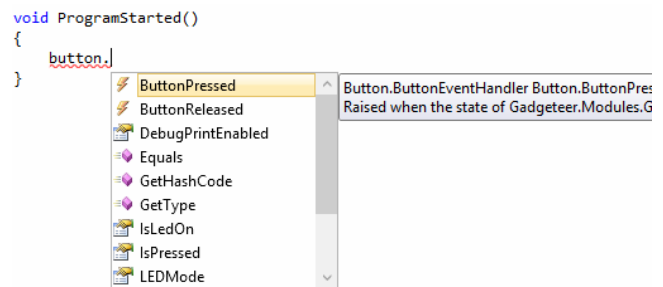 void ProgramStarted()
{
button.
}
ButtonPressed
ButtonReleased
DebugPrintEnabled
Equals
GetHashCode
GetType
IsLedOn
IsPressed
LEDMode
Button.ButtonEventHandler Button.ButtonPres
Raised when the state of Gadgeteer.Modules.G